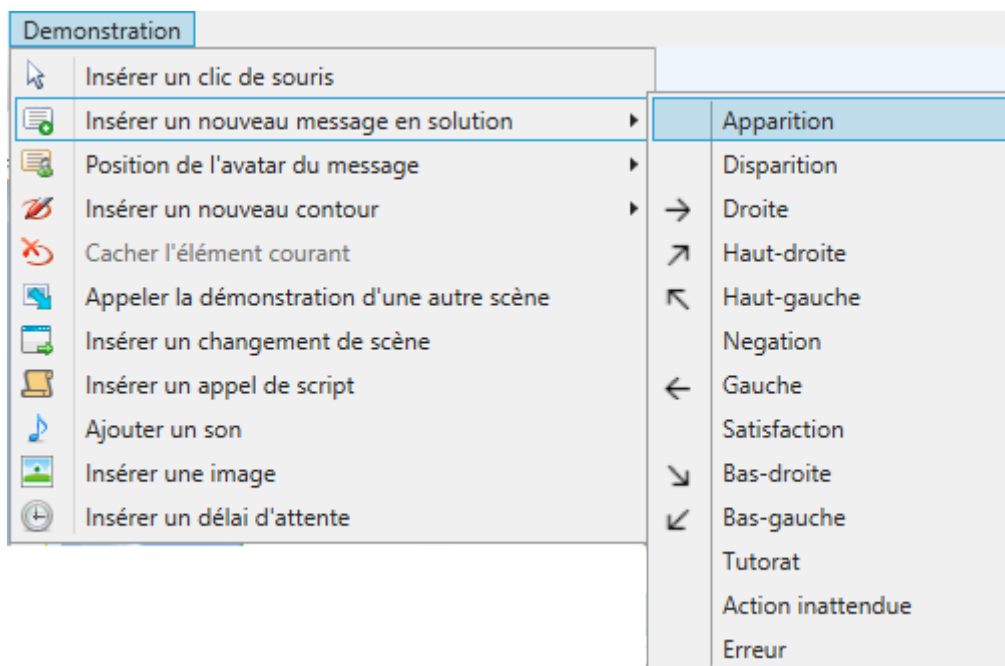 Demonstration
Insérer un clic de souris
Insérer un nouveau message en solution
Position de l'avatar du message
Insérer un nouveau contour
Cacher l'élément courant
Appeler la démonstration d'une autre scène
Insérer un changement de scène
Insérer un appel de script
Ajouter un son
Insérer une image
Insérer un délai d'attente
Apparition
Disparition
Droite
Haut-droite
Haut-gauche
Negation
Gauche
Satisfaction
Bas-droite
Bas-gauche
Tutorat
Action inattendue
Erreur